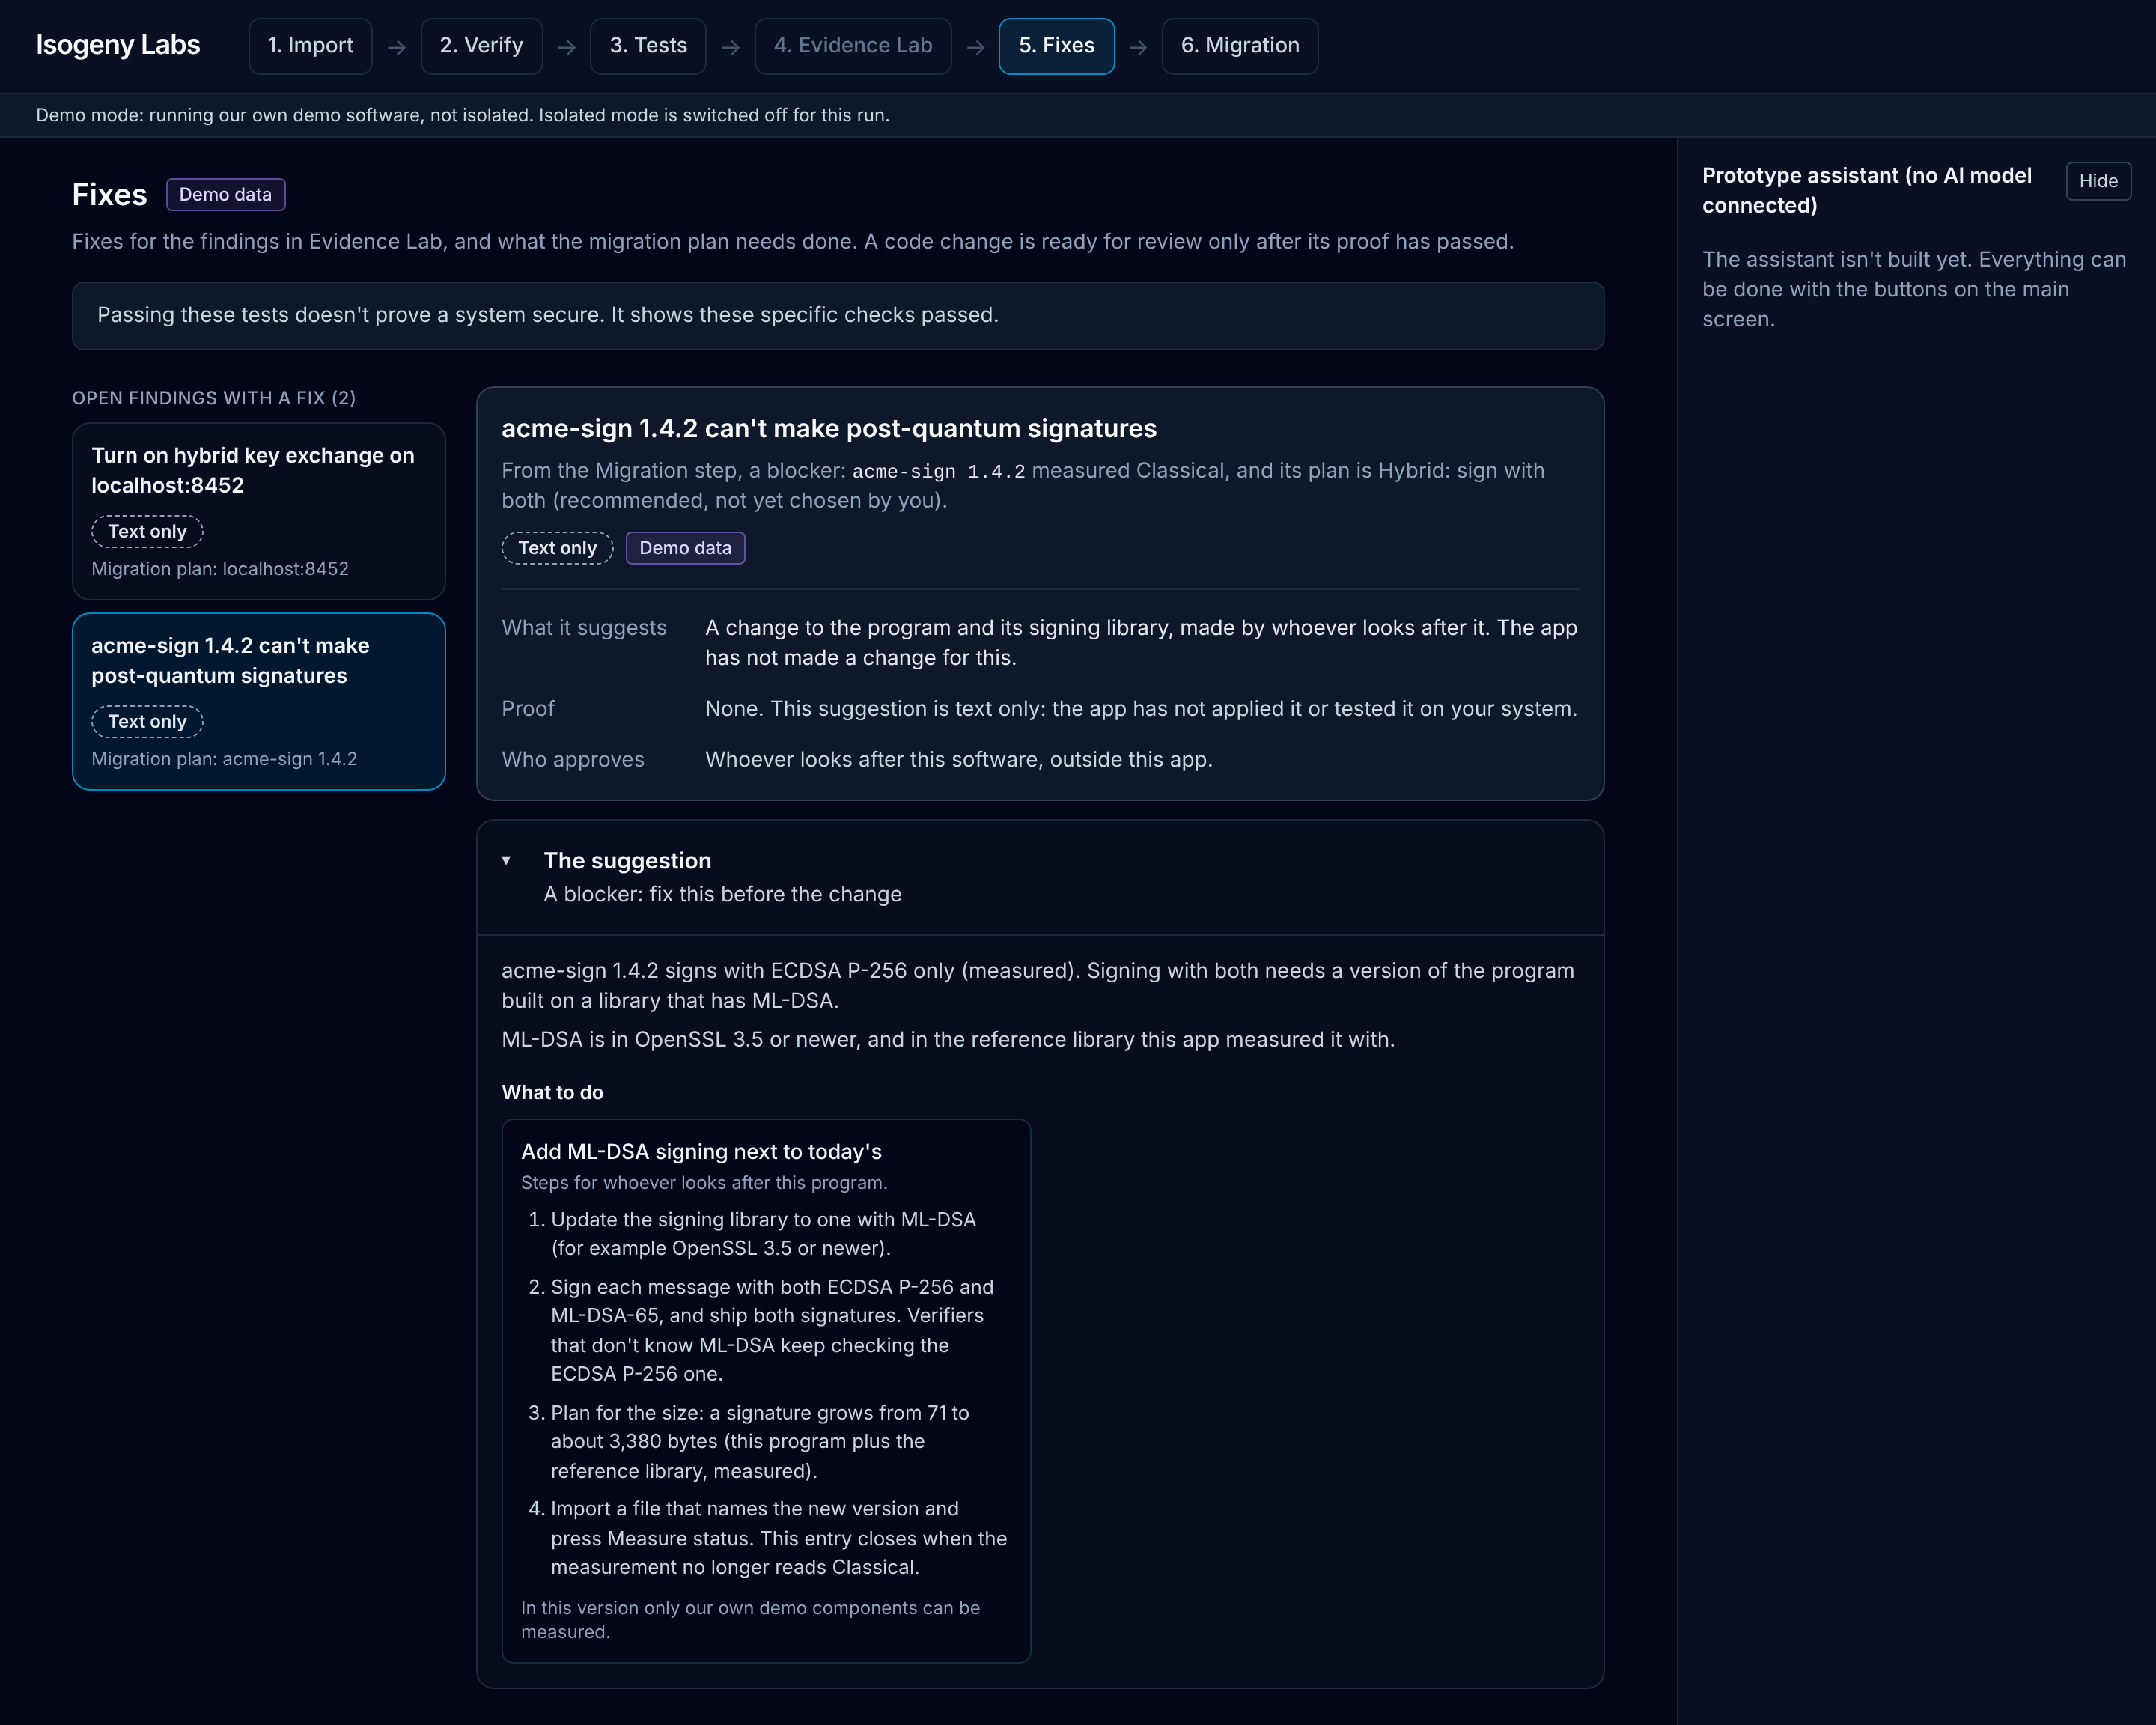 Isogeny Labs
1. Import → 2. Verify → 3. Tests → 4. Evidence Lab → 5. Fixes → 6. Migration
Demo mode: running our own demo software, not isolated. Isolated mode is switched off for this run.
Fixes
Demo data
Fixes for the findings in Evidence Lab, and what the migration plan needs done. A code change is ready for review only after its proof has passed.
Passing these tests doesn't prove a system secure. It shows these specific checks passed.
OPEN FINDINGS WITH A FIX (2)
Turn on hybrid key exchange on
localhost:8452
Text only
Migration plan: localhost:8452
acme-sign 1.4.2 can't make
post-quantum signatures
Text only
Migration plan: acme-sign 1.4.2
acme-sign 1.4.2 can't make post-quantum signatures
From the Migration step, a blocker: acme-sign 1.4.2 measured Classical, and its plan is Hybrid: sign with
both (recommended, not yet chosen by you).
Text only
Demo data
What it suggests
A change to the program and its signing library, made by whoever looks after it. The app
has not made a change for this.
Proof
None. This suggestion is text only: the app has not applied it or tested it on your system.
Who approves
Whoever looks after this software, outside this app.
▼ The suggestion
A blocker: fix this before the change
acme-sign 1.4.2 signs with ECDSA P-256 only (measured). Signing with both needs a version of the program
built on a library that has ML-DSA.
ML-DSA is in OpenSSL 3.5 or newer, and in the reference library this app measured it with.
What to do
Add ML-DSA signing next to today's
Steps for whoever looks after this program.
1. Update the signing library to one with ML-DSA
(for example OpenSSL 3.5 or newer).
2. Sign each message with both ECDSA P-256 and
ML-DSA-65, and ship both signatures. Verifiers
that don't know ML-DSA keep checking the
ECDSA P-256 one.
3. Plan for the size: a signature grows from 71 to
about 3,380 bytes (this program plus the
reference library, measured).
4. Import a file that names the new version and
press Measure status. This entry closes when the
measurement no longer reads Classical.
In this version only our own demo components can be
measured.
Prototype assistant (no AI model
connected)
Hide
The assistant isn't built yet. Everything can
be done with the buttons on the main
screen.